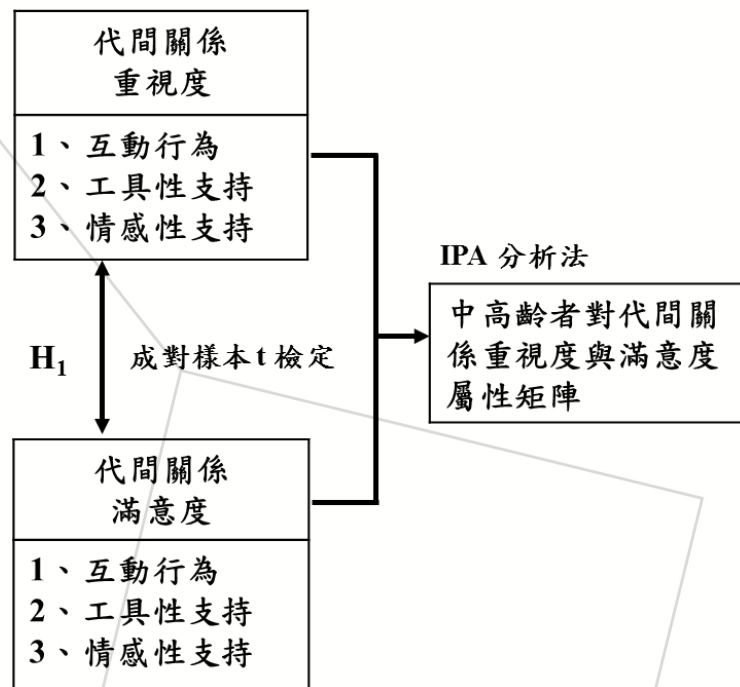 代間關係
重視度
1、互動行為
2、工具性支持
3、情感性支持
IPA 分析法
中高齡者對代間關
係重視度與滿意度
屬性矩陣
H1 成對樣本 t 檢定
代間關係
滿意度
1、互動行為
2、工具性支持
3、情感性支持